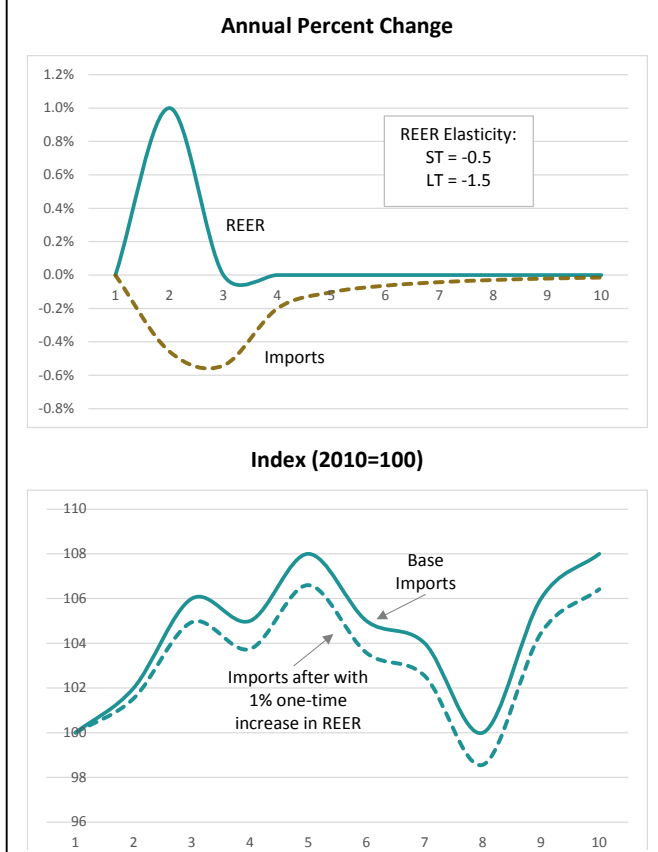 Annual Percent Change
1.2%
1.0%
0.8%
0.6%
0.4%
0.2%
0.0%
-0.2%
-0.4%
-0.6%
-0.8%
1 2 3 4 5 6 7 8 9 10
REER Elasticity:
ST = -0.5
LT = -1.5
REER
Imports
Index (2010=100)
110
108
106
104
102
100
98
96
Base
Imports
Imports after with
1% one-time
increase in REER
1 2 3 4 5 6 7 8 9 10